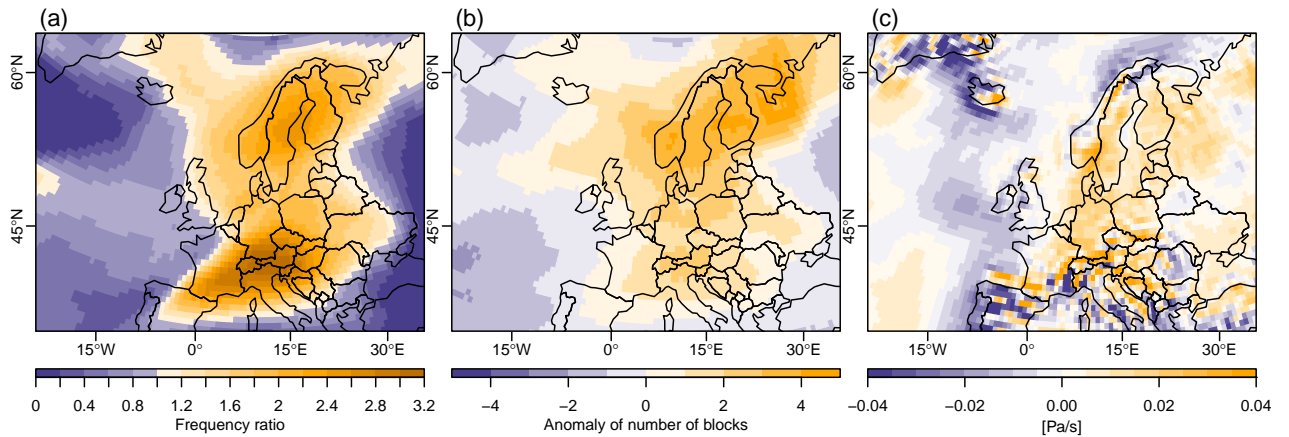 (a) (b) (c)
60°N 60°N 60°N
45°N 45°N 45°N
15°W 0° 15°E 30°E 15°W 0° 15°E 30°E 15°W 0° 15°E 30°E
0 0.4 0.8 1.2 1.6 2 2.4 2.8 3.2 −4 −2 0 2 4 −0.04 −0.02 0.00 0.02 0.04
Frequency ratio Anomaly of number of blocks [Pa/s]